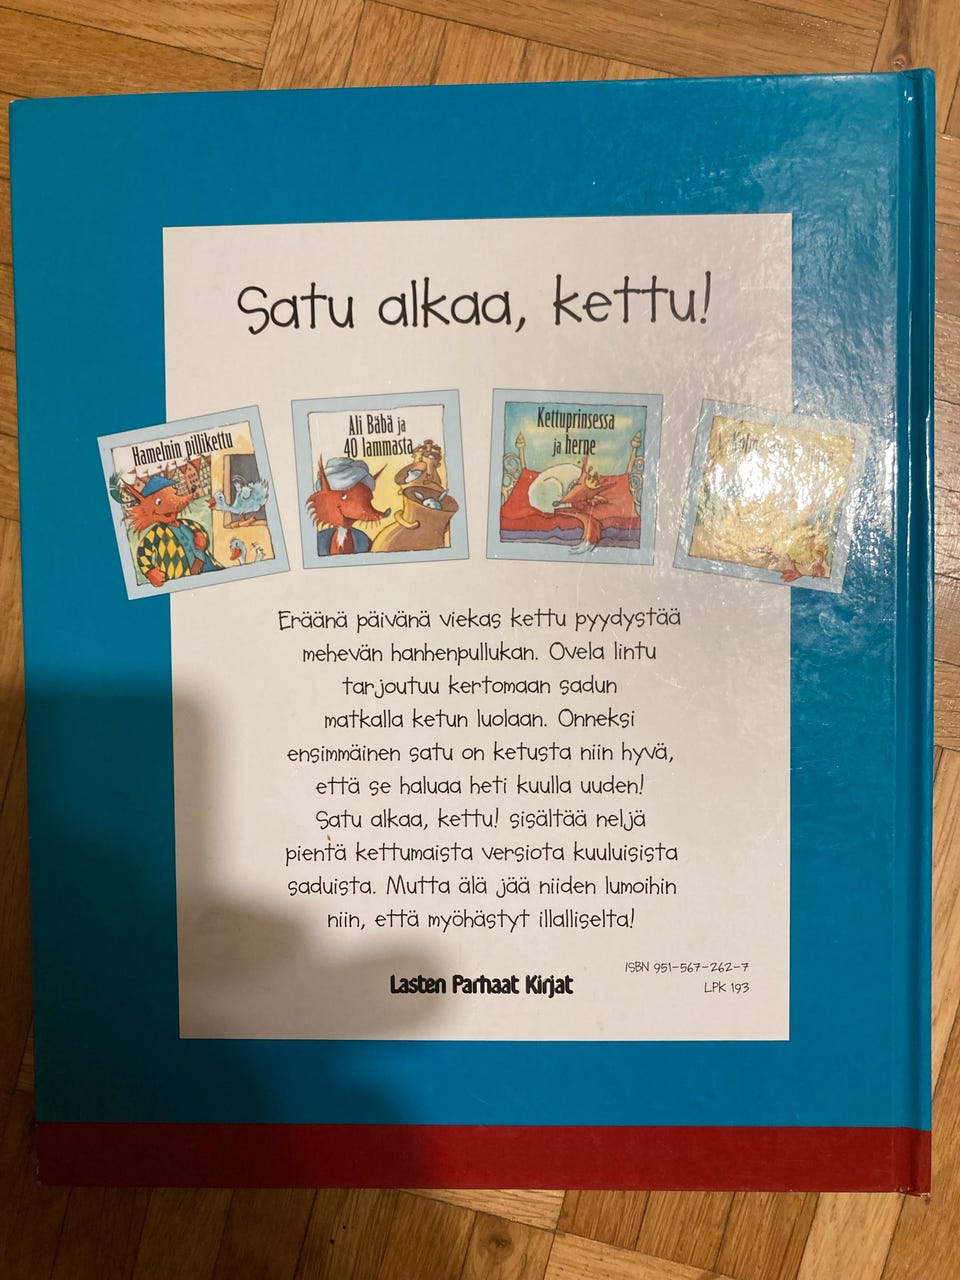 Satu alkaa, kettu!
Hamelnin pillikettu
Ali Bäbä ja
40 lammasta
Kettuprinsessa
ja herne
Eräänä päivänä viekas kettu pyydystää
mehevän hanhenpullukan. Ovela lintu
tarjoutuu kertomaan sadun
matkalla ketun luolaan. Onneksi
ensimmäinen satu on ketusta niin hyvä,
että se haluaa heti kuulla uuden!
Satu alkaa, kettu! sisältää neljä
pientä kettumaista versiota kuuluisista
saduista. Mutta älä jää niiden lumoihin
niin, että myöhästyt illalliselta!
ISBN 951-567-262-7
Lasten Parhaat Kirjat
LPK 193